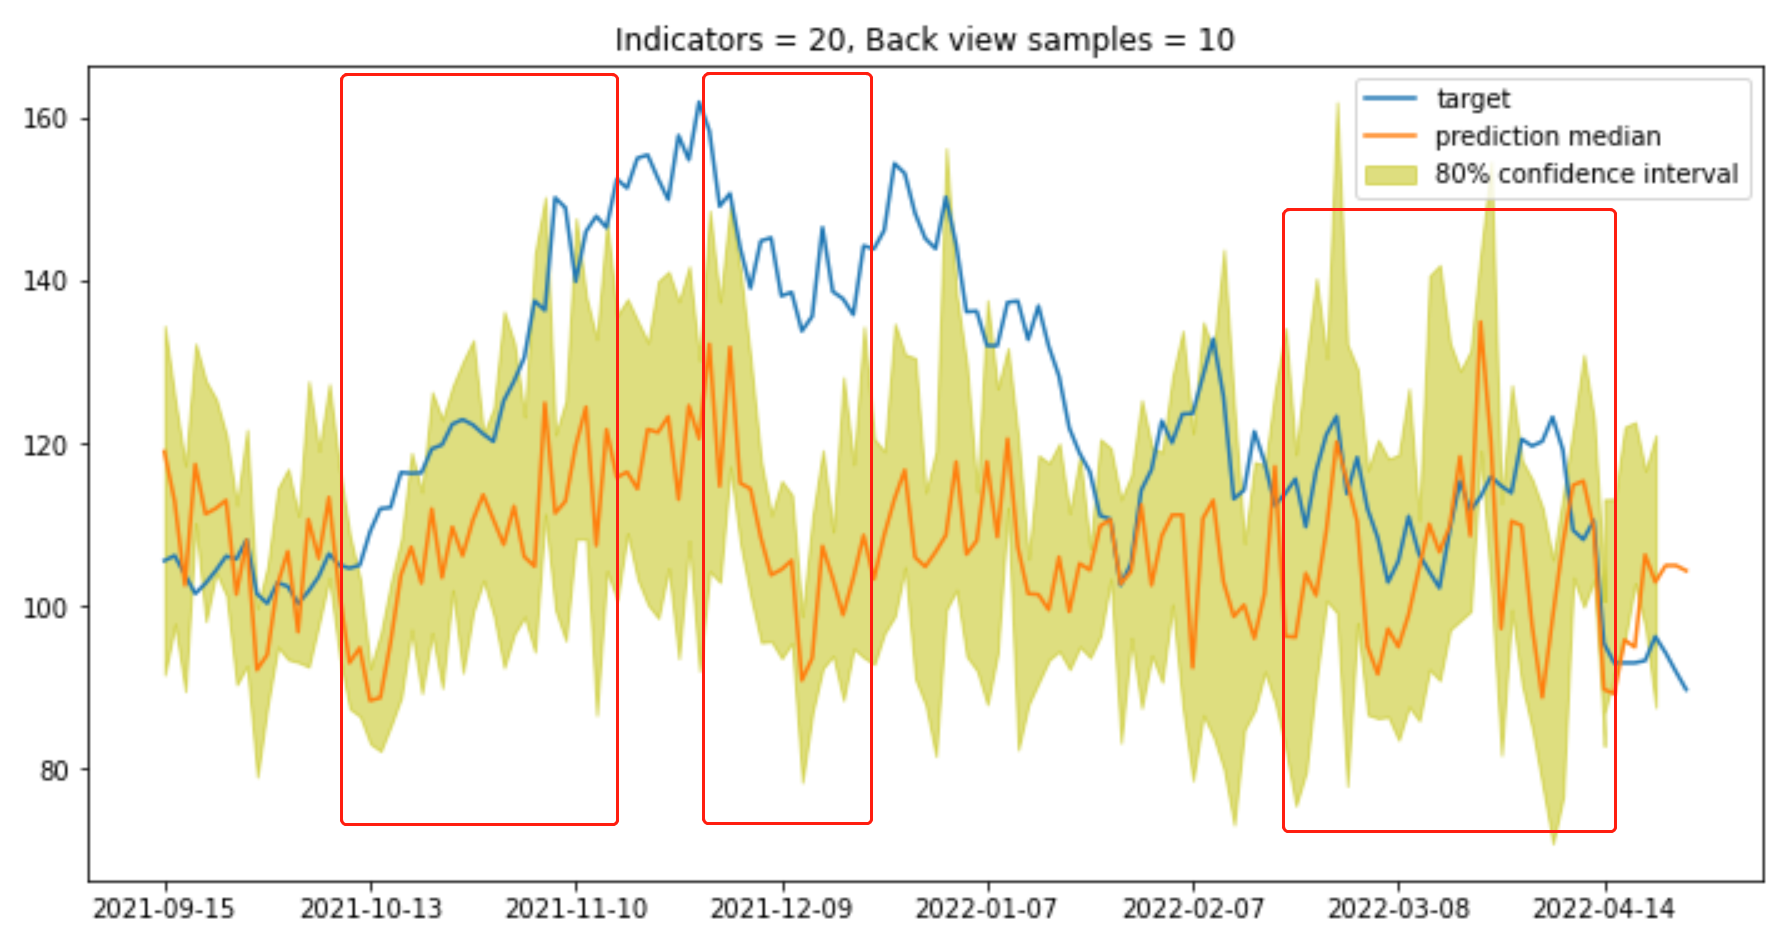 Indicators = 20, Back view samples = 10
target
prediction median
80% confidence interval
160
140
120
100
80
2021-09-15 2021-10-13 2021-11-10 2021-12-09 2022-01-07 2022-02-07 2022-03-08 2022-04-14